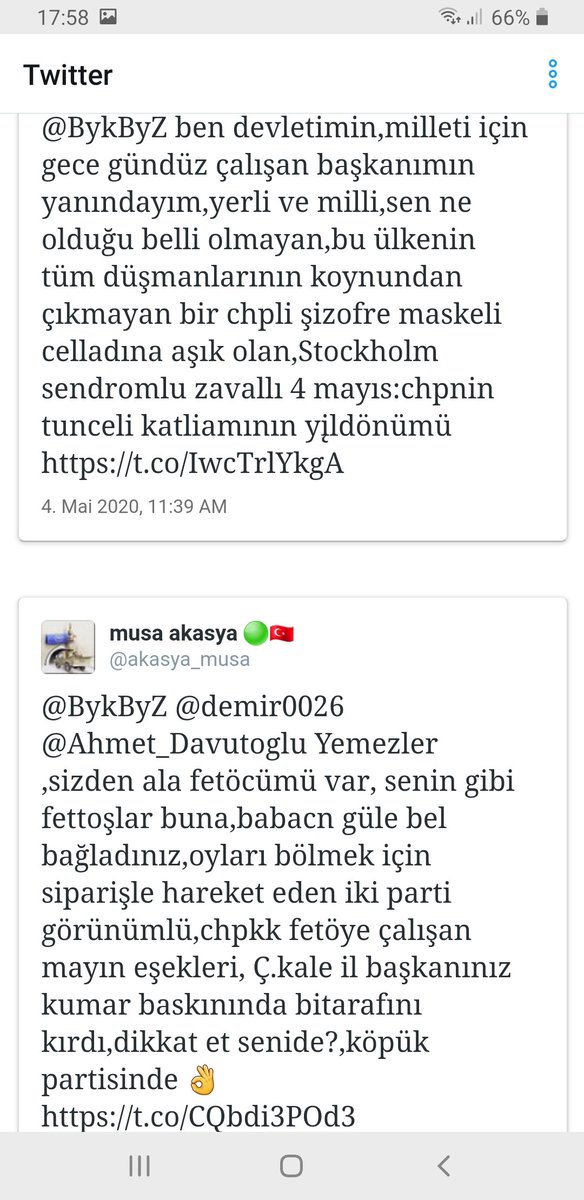 17:58 66%
Twitter
@BykByZ ben devletimin,milleti için
gece gündüz çalışan başkanımın
yanındayım,yerli ve milli,sen ne
olduğu belli olmayan,bu ülkenin
tüm düşmanlarının koynundan
çıkmayan bir chpli şizofre maskeli
celladına aşık olan,Stockholm
sendromlu zavallı 4 mayıs:chpnin
tunceli katliamının yįldönümü
https://t.co/IwcTrlYkgA
4. Mai 2020, 11:39 AM
musa akasya 🟢🇹🇷
@akasya_musa
@BykByZ @demir0026
@Ahmet_Davutoglu Yemezler
,sizden ala fetöcümü var, senin gibi
fettoşlar buna,babacn güle bel
bağladınız,oyları bölmek için
siparişle hareket eden iki parti
görünümlü,chpkk fetöye çalışan
mayın eşekleri, Ç.kale il başkanınız
kumar baskınında bitarafını
kırdı,dikkat et senide?,köpük
partisinde 👌
https://t.co/CQbdi3POd3